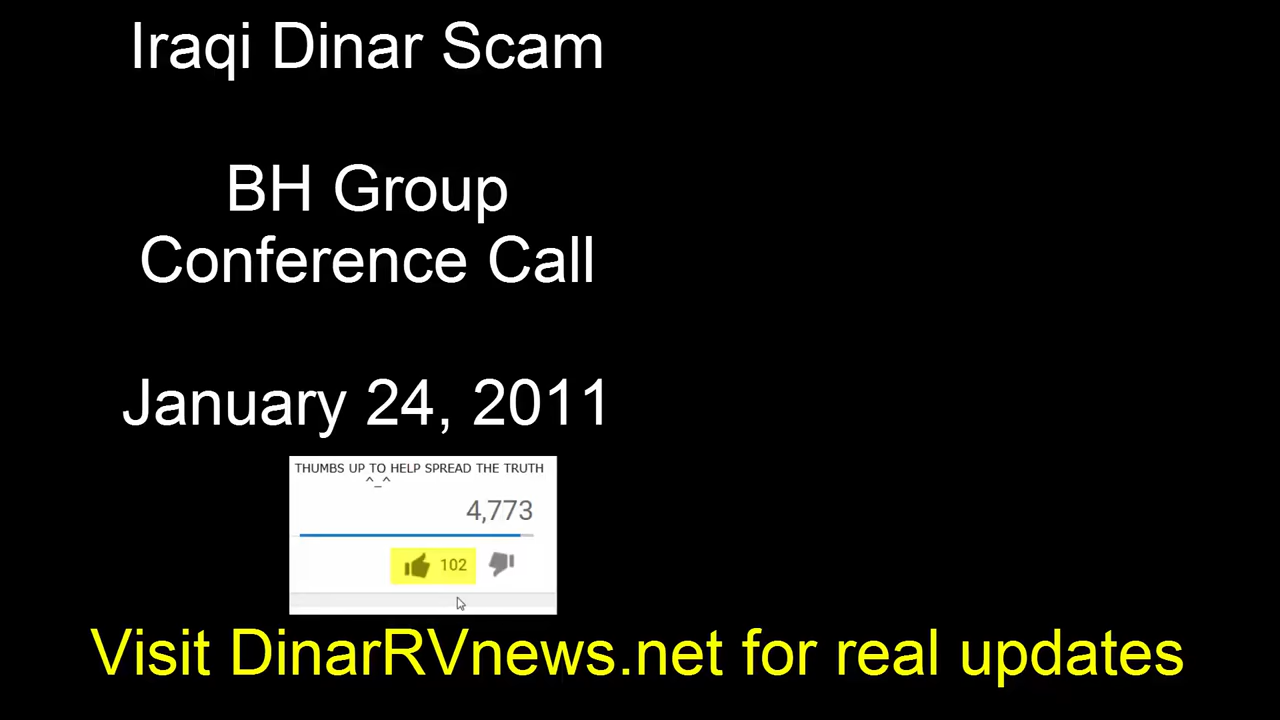 Iraqi Dinar Scam
BH Group
Conference Call
January 24, 2011
THUMBS UP TO HELP SPREAD THE TRUTH
^_^
4,773
102
Visit DinarRVnews.net for real updates